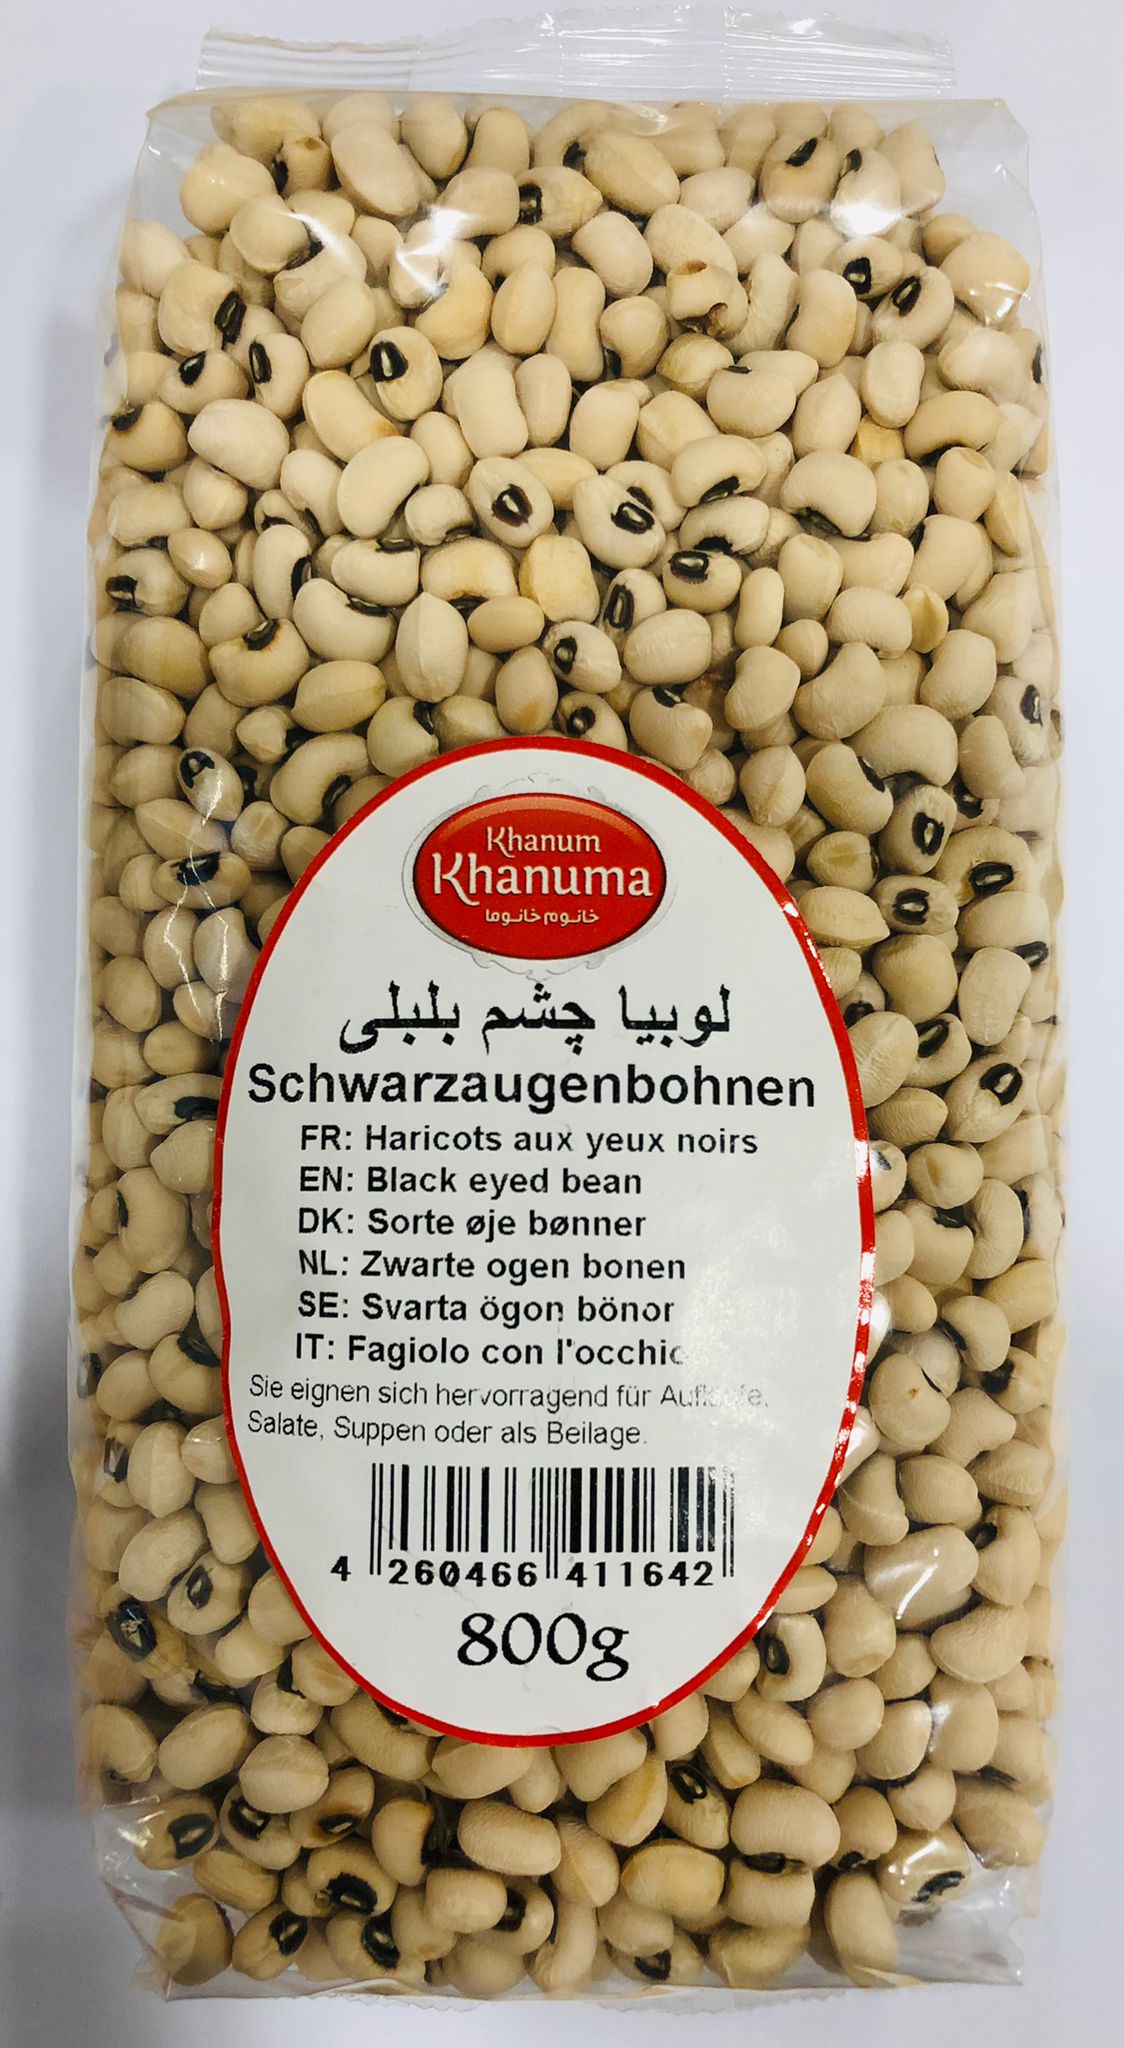 Khanum
Khanuma
خانوم خانوما
لوبیا چشم بلبلی
Schwarzaugenbohnen
FR: Haricots aux yeux noirs
EN: Black eyed bean
DK: Sorte øje bønner
NL: Zwarte ogen bonen
SE: Svarta ögon bönor
IT: Fagiolo con l'occhio
Sie eignen sich hervorragend für Aufläufe,
Salate, Suppen oder als Beilage.
4 260466 411642
800g